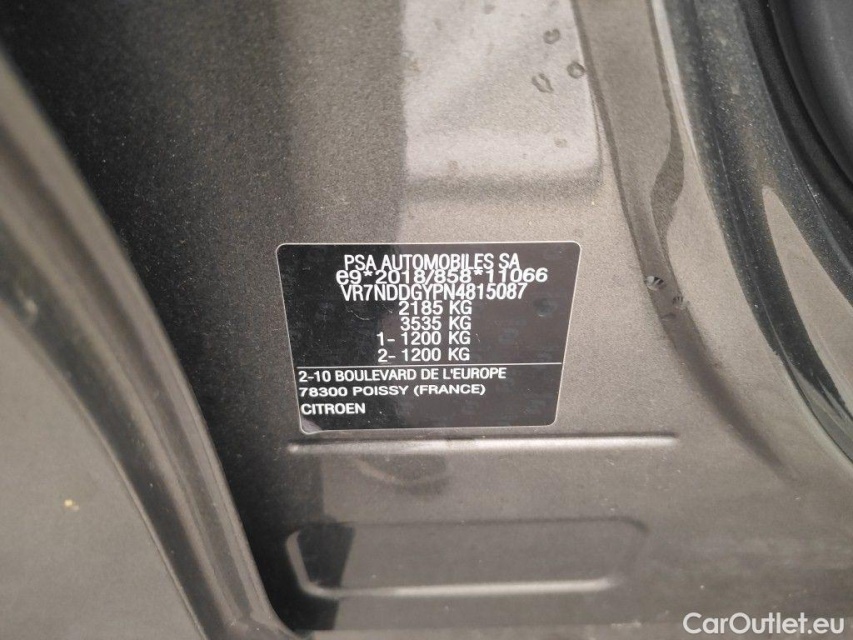 PSA AUTOMOBILES SA
e9*2018/858*11066
VR7NDDGYPN4815087
2185 KG
3535 KG
1- 1200 KG
2- 1200 KG
2-10 BOULEVARD DE L'EUROPE
78300 POISSY (FRANCE)
CITROEN
CarOutlet.eu